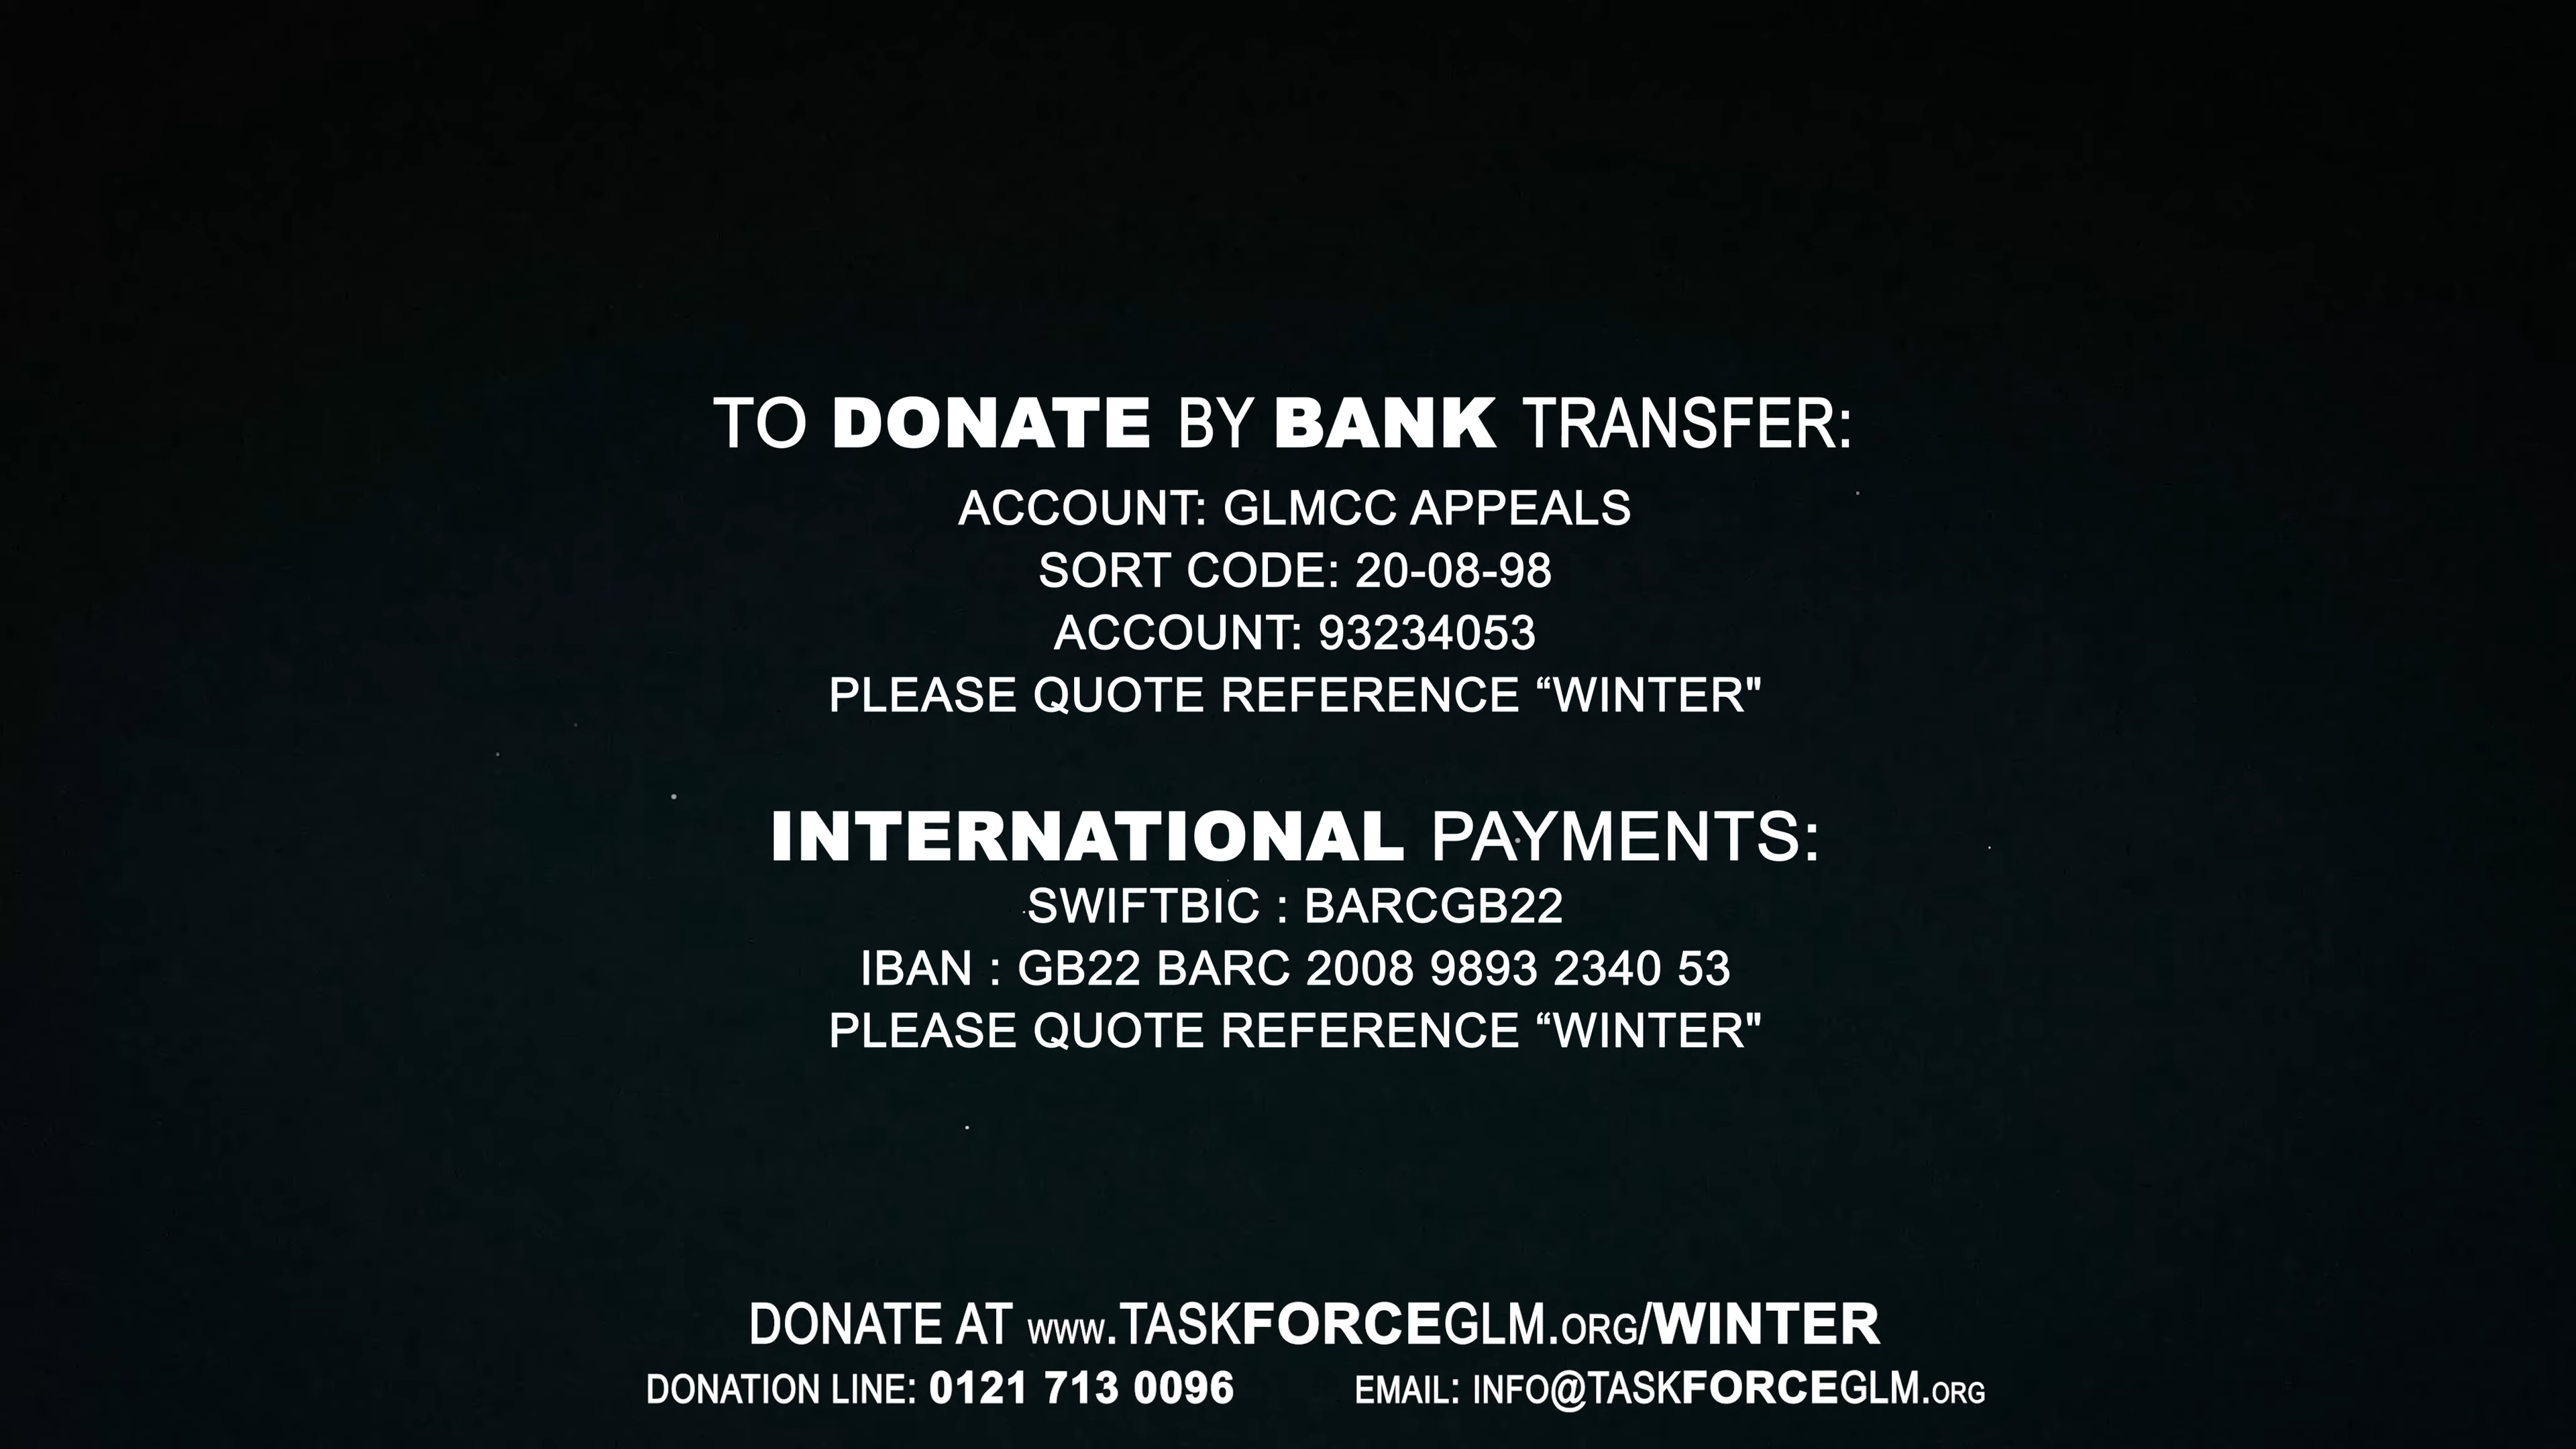 TO DONATE BY BANK TRANSFER:
ACCOUNT: GLMCC APPEALS
SORT CODE: 20-08-98
ACCOUNT: 93234053
PLEASE QUOTE REFERENCE “WINTER"
INTERNATIONAL PAYMENTS:
SWIFTBIC : BARCGB22
IBAN : GB22 BARC 2008 9893 2340 53
PLEASE QUOTE REFERENCE “WINTER"
DONATE AT WWW.TASKFORCEGLM.ORG/WINTER
DONATION LINE: 0121 713 0096 EMAIL: INFO@TASKFORCEGLM.ORG